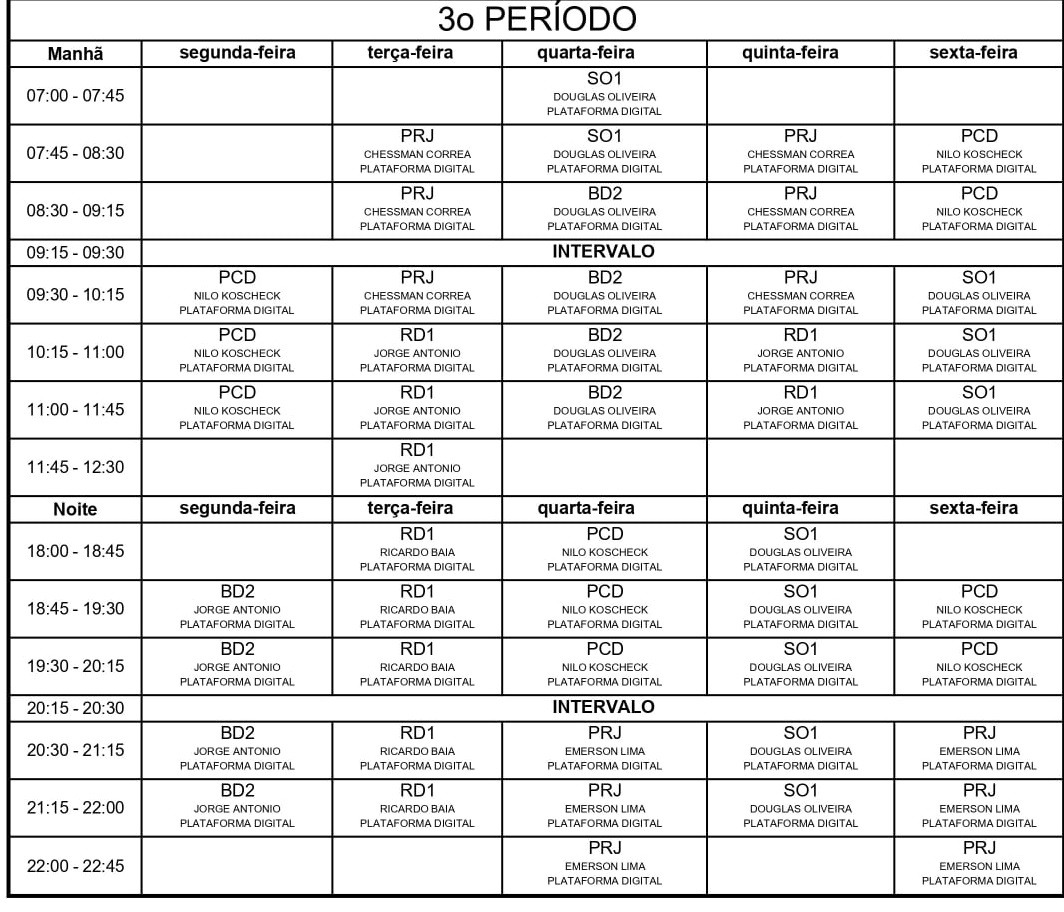 3o PERÍODO
Manhã segunda-feira terça-feira quarta-feira quinta-feira sexta-feira
07:00 - 07:45 SO1
DOUGLAS OLIVEIRA
PLATAFORMA DIGITAL
07:45 - 08:30 PRJ SO1 PRJ PCD
CHESSMAN CORREA DOUGLAS OLIVEIRA CHESSMAN CORREA NILO KOSCHECK
PLATAFORMA DIGITAL PLATAFORMA DIGITAL PLATAFORMA DIGITAL PLATAFORMA DIGITAL
08:30 - 09:15 PRJ BD2 PRJ PCD
CHESSMAN CORREA DOUGLAS OLIVEIRA CHESSMAN CORREA NILO KOSCHECK
PLATAFORMA DIGITAL PLATAFORMA DIGITAL PLATAFORMA DIGITAL PLATAFORMA DIGITAL
09:15 - 09:30 INTERVALO
09:30 - 10:15 PCD PRJ BD2 PRJ SO1
NILO KOSCHECK CHESSMAN CORREA DOUGLAS OLIVEIRA CHESSMAN CORREA DOUGLAS OLIVEIRA
PLATAFORMA DIGITAL PLATAFORMA DIGITAL PLATAFORMA DIGITAL PLATAFORMA DIGITAL PLATAFORMA DIGITAL
10:15 - 11:00 PCD RD1 BD2 RD1 SO1
NILO KOSCHECK JORGE ANTONIO DOUGLAS OLIVEIRA JORGE ANTONIO DOUGLAS OLIVEIRA
PLATAFORMA DIGITAL PLATAFORMA DIGITAL PLATAFORMA DIGITAL PLATAFORMA DIGITAL PLATAFORMA DIGITAL
11:00 - 11:45 PCD RD1 BD2 RD1 SO1
NILO KOSCHECK JORGE ANTONIO DOUGLAS OLIVEIRA JORGE ANTONIO DOUGLAS OLIVEIRA
PLATAFORMA DIGITAL PLATAFORMA DIGITAL PLATAFORMA DIGITAL PLATAFORMA DIGITAL PLATAFORMA DIGITAL
11:45 - 12:30 RD1
JORGE ANTONIO
PLATAFORMA DIGITAL
Noite segunda-feira terça-feira quarta-feira quinta-feira sexta-feira
18:00 - 18:45 RD1 PCD SO1
RICARDO BAIA NILO KOSCHECK DOUGLAS OLIVEIRA
PLATAFORMA DIGITAL PLATAFORMA DIGITAL PLATAFORMA DIGITAL
18:45 - 19:30 BD2 RD1 PCD SO1 PCD
JORGE ANTONIO RICARDO BAIA NILO KOSCHECK DOUGLAS OLIVEIRA NILO KOSCHECK
PLATAFORMA DIGITAL PLATAFORMA DIGITAL PLATAFORMA DIGITAL PLATAFORMA DIGITAL PLATAFORMA DIGITAL
19:30 - 20:15 BD2 RD1 PCD SO1 PCD
JORGE ANTONIO RICARDO BAIA NILO KOSCHECK DOUGLAS OLIVEIRA NILO KOSCHECK
PLATAFORMA DIGITAL PLATAFORMA DIGITAL PLATAFORMA DIGITAL PLATAFORMA DIGITAL PLATAFORMA DIGITAL
20:15 - 20:30 INTERVALO
20:30 - 21:15 BD2 RD1 PRJ SO1 PRJ
JORGE ANTONIO RICARDO BAIA EMERSON LIMA DOUGLAS OLIVEIRA EMERSON LIMA
PLATAFORMA DIGITAL PLATAFORMA DIGITAL PLATAFORMA DIGITAL PLATAFORMA DIGITAL PLATAFORMA DIGITAL
21:15 - 22:00 BD2 RD1 PRJ SO1 PRJ
JORGE ANTONIO RICARDO BAIA EMERSON LIMA DOUGLAS OLIVEIRA EMERSON LIMA
PLATAFORMA DIGITAL PLATAFORMA DIGITAL PLATAFORMA DIGITAL PLATAFORMA DIGITAL PLATAFORMA DIGITAL
22:00 - 22:45 PRJ PRJ
EMERSON LIMA EMERSON LIMA
PLATAFORMA DIGITAL PLATAFORMA DIGITAL